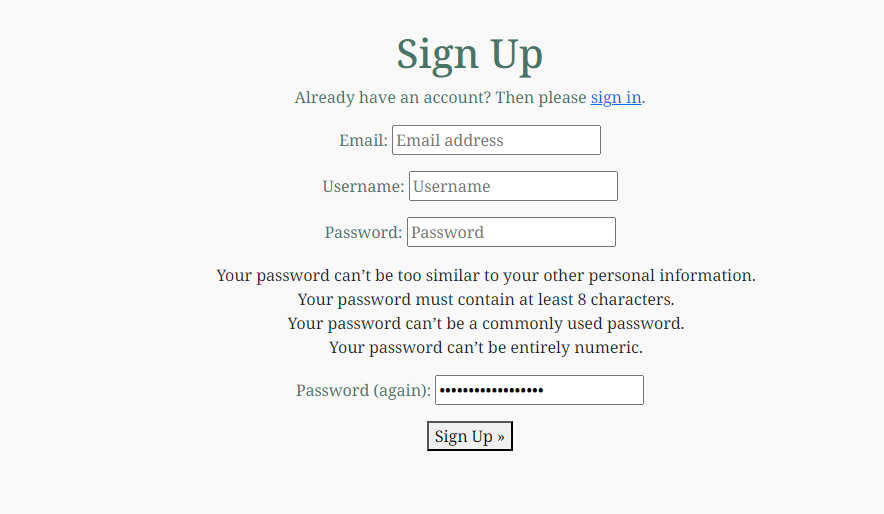 Sign Up
Already have an account? Then please sign in.
Email: Email address
Username: Username
Password: Password
Your password can’t be too similar to your other personal information.
Your password must contain at least 8 characters.
Your password can’t be a commonly used password.
Your password can’t be entirely numeric.
Password (again): ••••••••••••••••••
Sign Up »